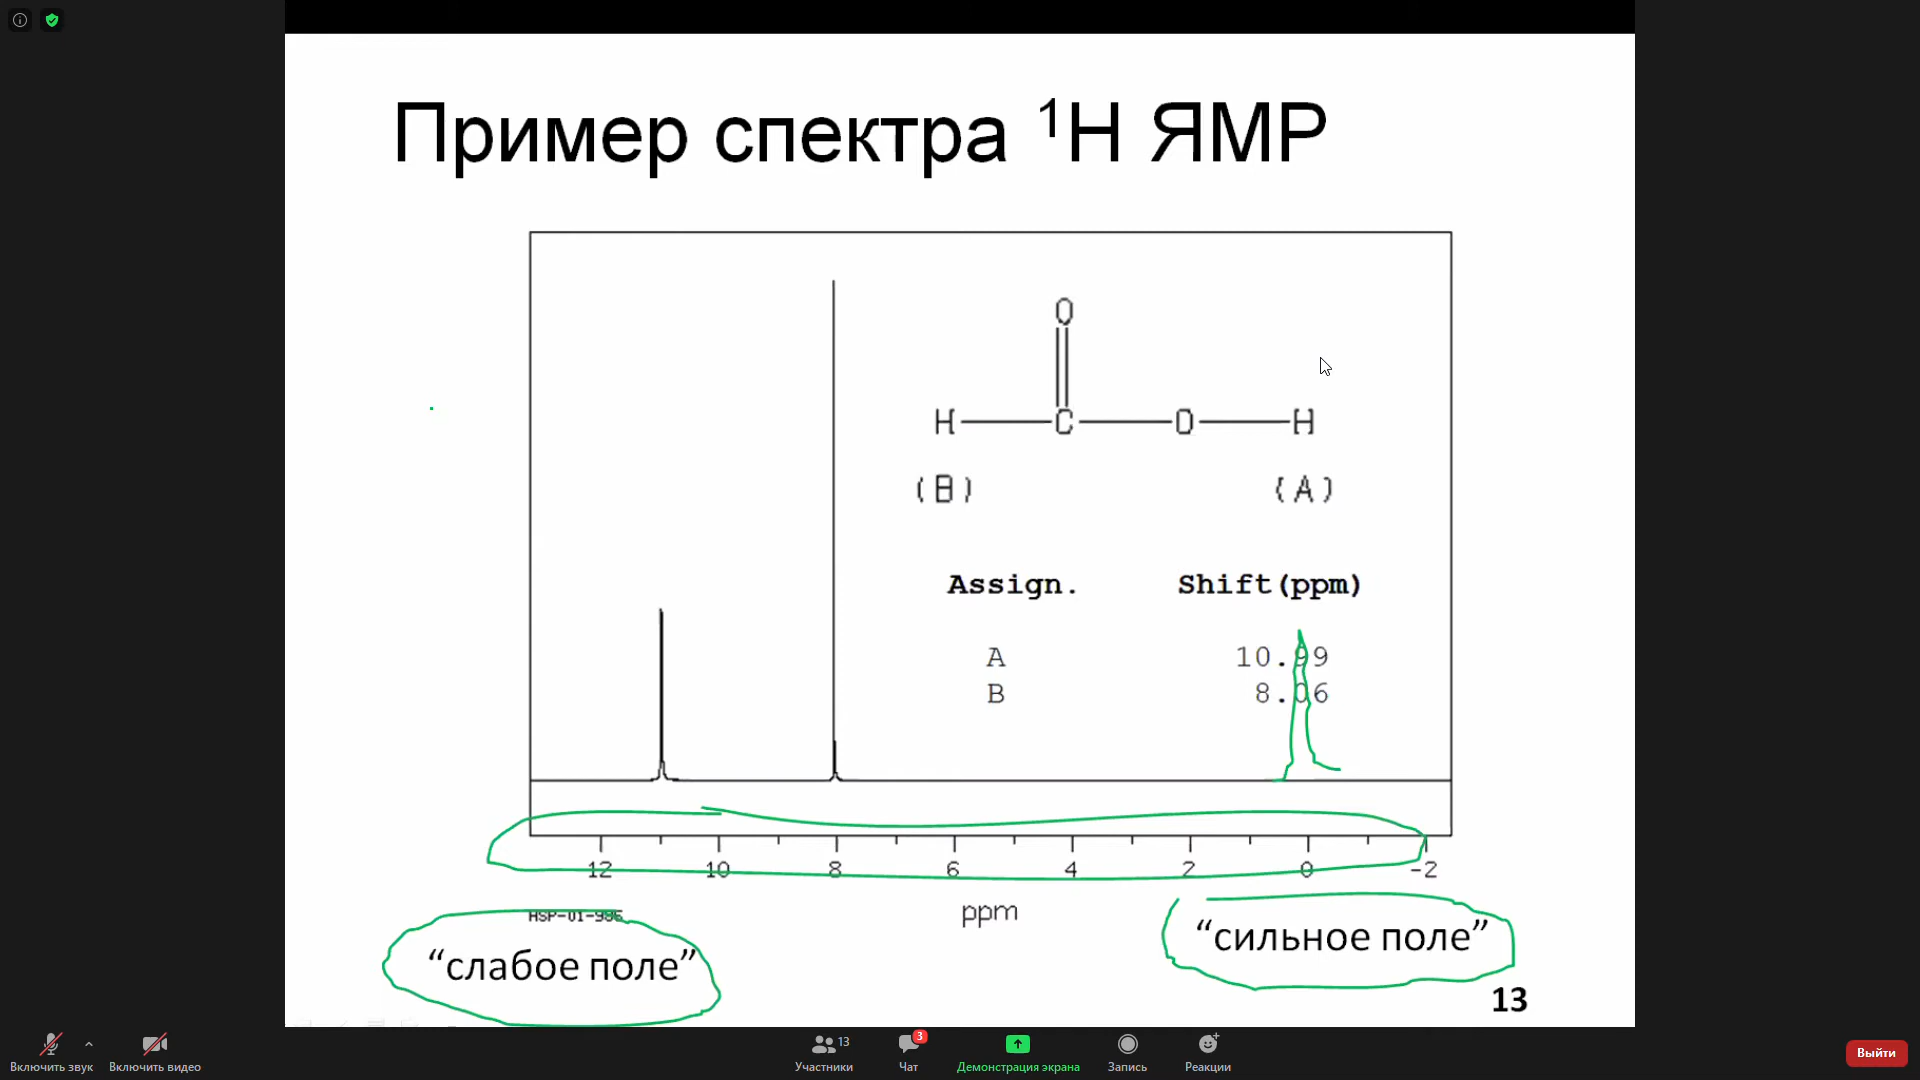 Пример спектра ¹H ЯМР
O
H C O H
(B) (A)
Assign. Shift(ppm)
A 10.99
B 8.06
12 10 8 6 4 2 0 -2
HSP-01-986
ppm
“слабое поле”
“сильное поле”
13
Включить звук
Включить видео
Участники 13
Чат 3
Демонстрация экрана
Запись
Реакции
Выйти